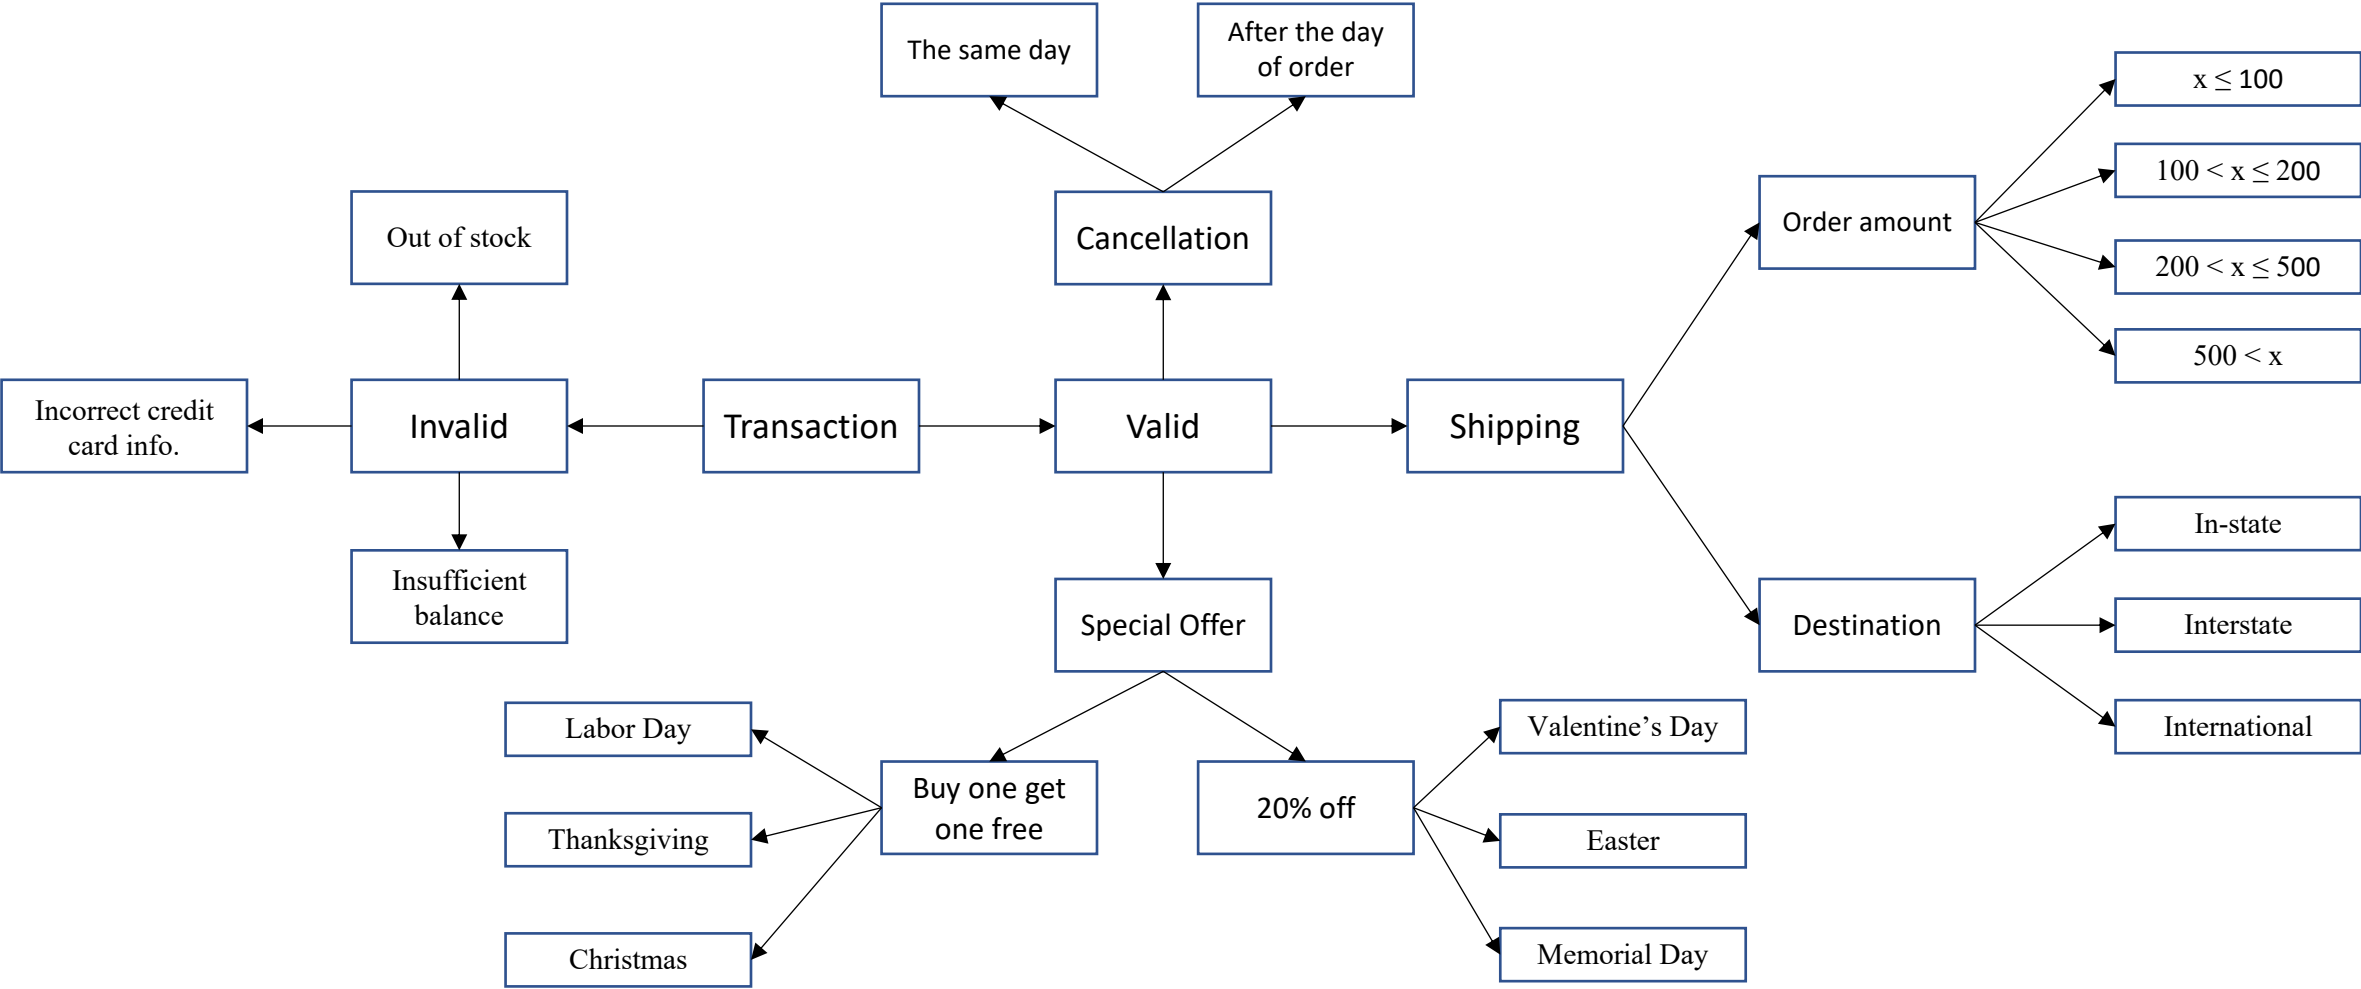 The same day
After the day
of order
x ≤ 100
100 < x ≤ 200
Order amount
Out of stock
Cancellation
200 < x ≤ 500
500 < x
Incorrect credit
card info.
Invalid
Transaction
Valid
Shipping
In-state
Insufficient
balance
Special Offer
Destination
Interstate
Labor Day
Valentine’s Day
International
Buy one get
one free
20% off
Thanksgiving
Easter
Christmas
Memorial Day